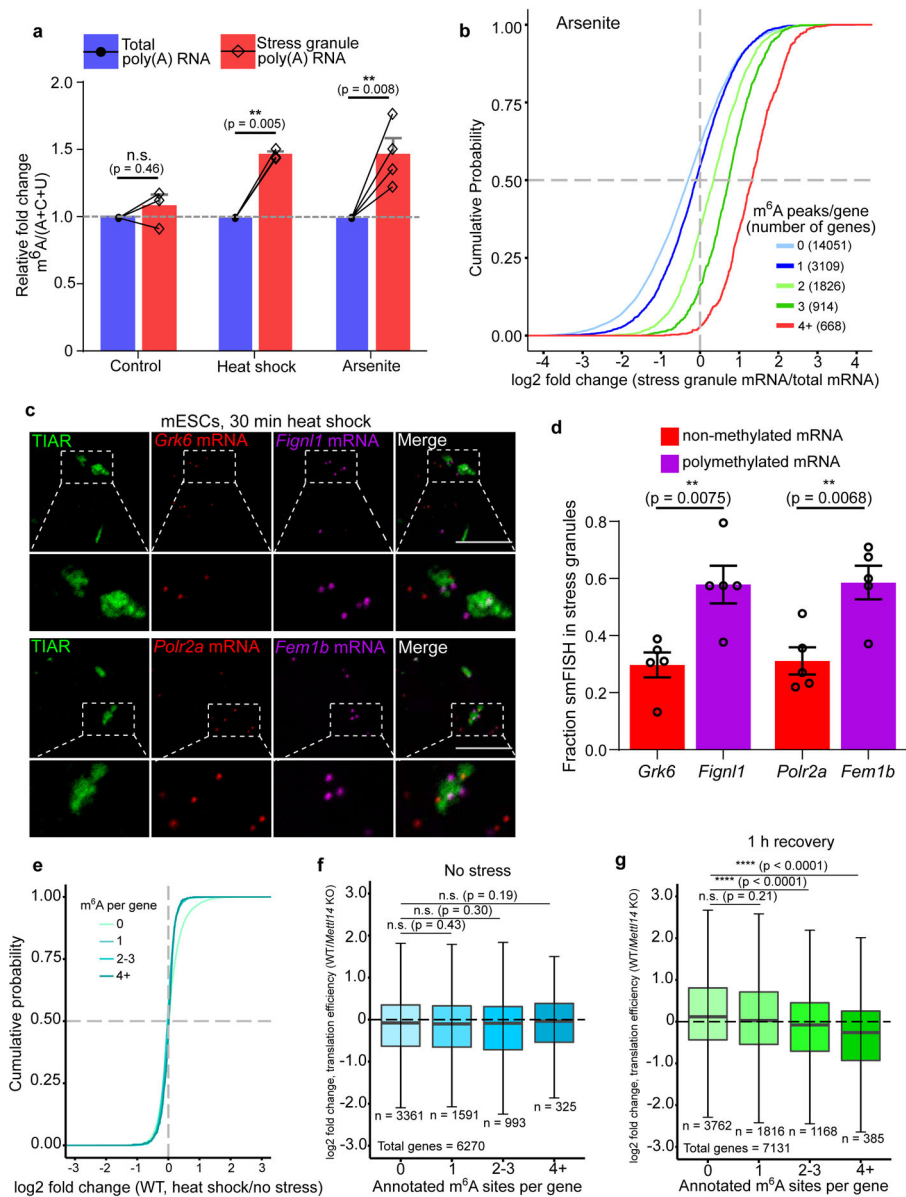 a
Total
poly(A) RNA
Stress granule
poly(A) RNA
Relative fold change
m⁶A/(A+C+U)
2.0
1.5
1.0
0.5
0
n.s.
(p = 0.46)
**
(p = 0.005)
**
(p = 0.008)
Control
Heat shock
Arsenite
b
Arsenite
Cumulative Probability
1.00
0.75
0.50
0.25
0.00
m⁶A peaks/gene
(number of genes)
0 (14051)
1 (3109)
2 (1826)
3 (914)
4+ (668)
-4 -3 -2 -1 0 1 2 3 4
log2 fold change (stress granule mRNA/total mRNA)
c
mESCs, 30 min heat shock
TIAR Grk6 mRNA Fignl1 mRNA Merge
TIAR Polr2a mRNA Fem1b mRNA Merge
d
non-methylated mRNA
polymethylated mRNA
**
(p = 0.0075)
**
(p = 0.0068)
Fraction smFISH in stress granules
0.8
0.6
0.4
0.2
0.0
Grk6 Fignl1 Polr2a Fem1b
e
Cumulative probability
1.00
0.75
0.50
0.25
0.00
m⁶A per gene
0
1
2-3
4+
-3 -2 -1 0 1 2 3
log2 fold change (WT, heat shock/no stress)
f
No stress
log2 fold change, translation efficiency (WT/Mettl14 KO)
3.0
2.0
1.0
0
-1.0
-2.0
-3.0
n.s. (p = 0.19)
n.s. (p = 0.30)
n.s. (p = 0.43)
n = 3361
n = 1591
n = 993
n = 325
Total genes = 6270
0 1 2-3 4+
Annotated m⁶A sites per gene
g
1 h recovery
log2 fold change, translation efficiency (WT/Mettl14 KO)
3.0
2.0
1.0
0
-1.0
-2.0
-3.0
**** (p < 0.0001)
**** (p < 0.0001)
n.s. (p = 0.21)
n = 3762
n = 1816
n = 1168
n = 385
Total genes = 7131
0 1 2-3 4+
Annotated m⁶A sites per gene